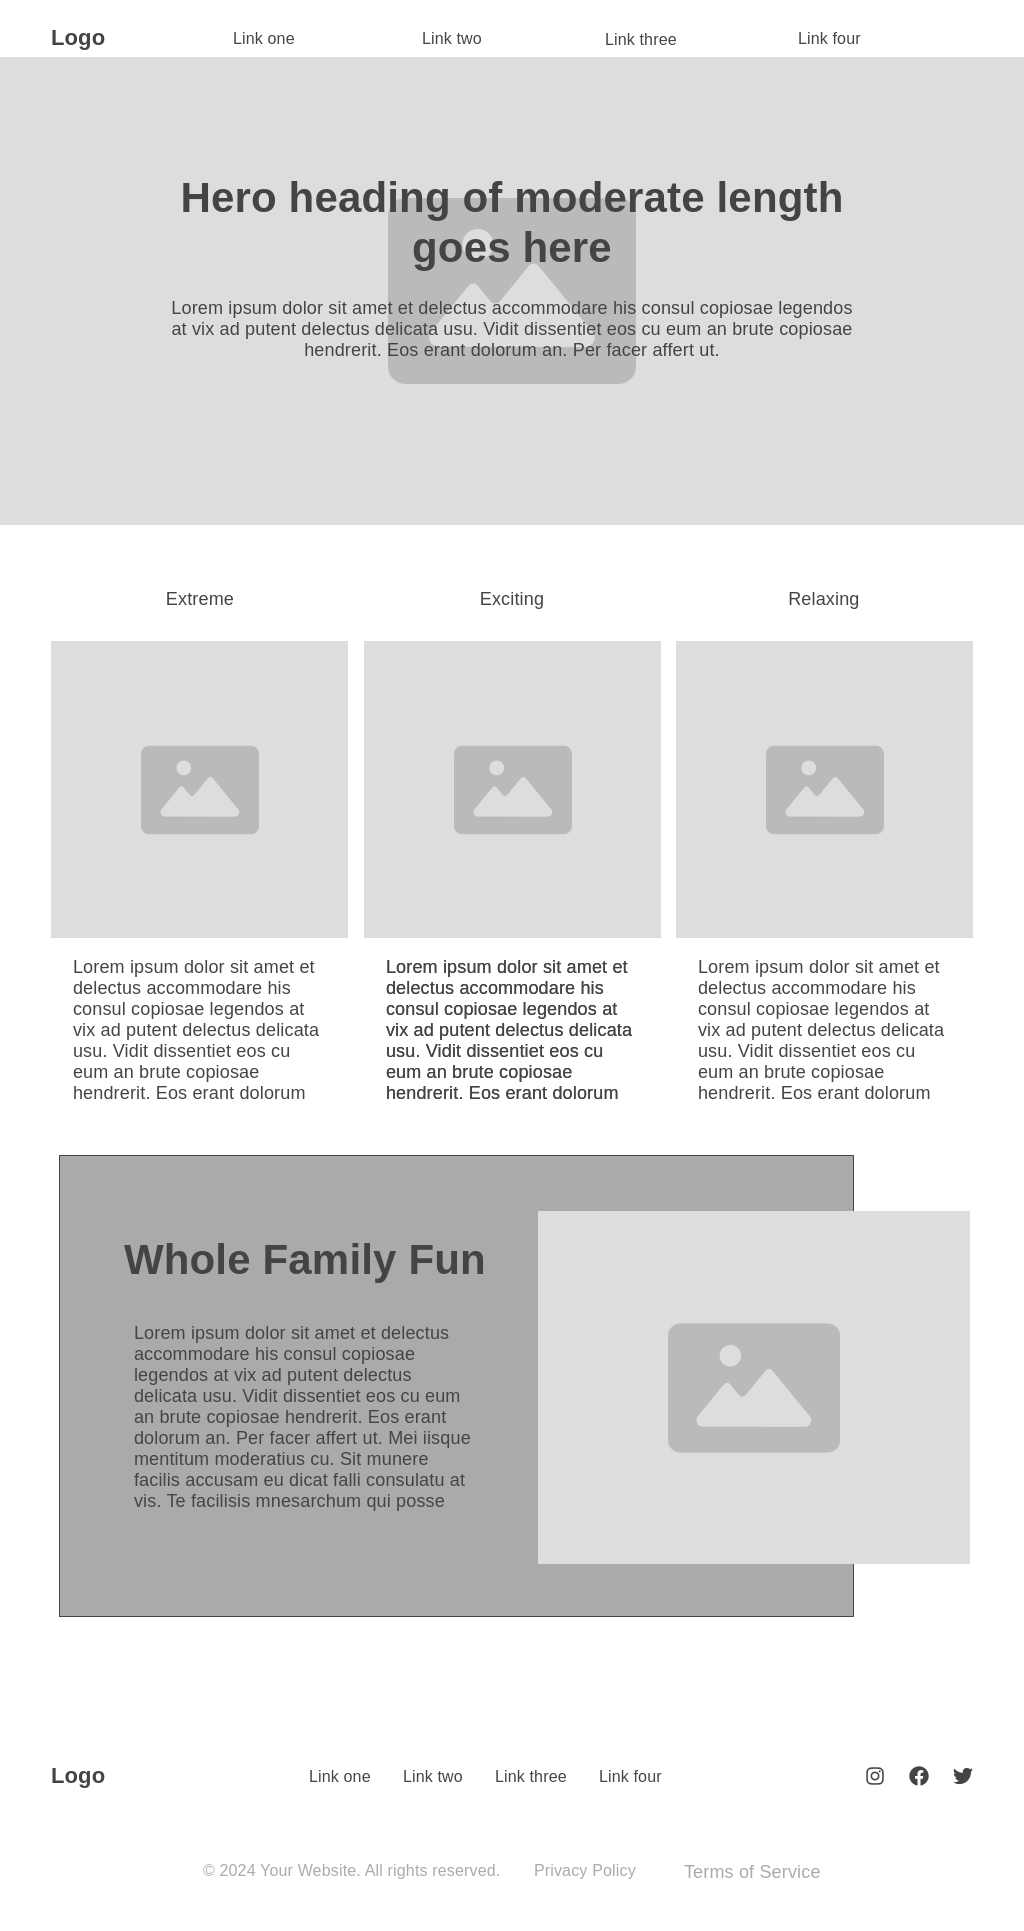 Logo
Link one
Link two
Link three
Link four
Hero heading of moderate length
goes here
Lorem ipsum dolor sit amet et delectus accommodare his consul copiosae legendos
at vix ad putent delectus delicata usu. Vidit dissentiet eos cu eum an brute copiosae
hendrerit. Eos erant dolorum an. Per facer affert ut.
Extreme
Exciting
Relaxing
Lorem ipsum dolor sit amet et
delectus accommodare his
consul copiosae legendos at
vix ad putent delectus delicata
usu. Vidit dissentiet eos cu
eum an brute copiosae
hendrerit. Eos erant dolorum
Lorem ipsum dolor sit amet et
delectus accommodare his
consul copiosae legendos at
vix ad putent delectus delicata
usu. Vidit dissentiet eos cu
eum an brute copiosae
hendrerit. Eos erant dolorum
Lorem ipsum dolor sit amet et
delectus accommodare his
consul copiosae legendos at
vix ad putent delectus delicata
usu. Vidit dissentiet eos cu
eum an brute copiosae
hendrerit. Eos erant dolorum
Whole Family Fun
Lorem ipsum dolor sit amet et delectus
accommodare his consul copiosae
legendos at vix ad putent delectus
delicata usu. Vidit dissentiet eos cu eum
an brute copiosae hendrerit. Eos erant
dolorum an. Per facer affert ut. Mei iisque
mentitum moderatius cu. Sit munere
facilis accusam eu dicat falli consulatu at
vis. Te facilisis mnesarchum qui posse
Logo
Link one
Link two
Link three
Link four
© 2024 Your Website. All rights reserved.
Privacy Policy
Terms of Service